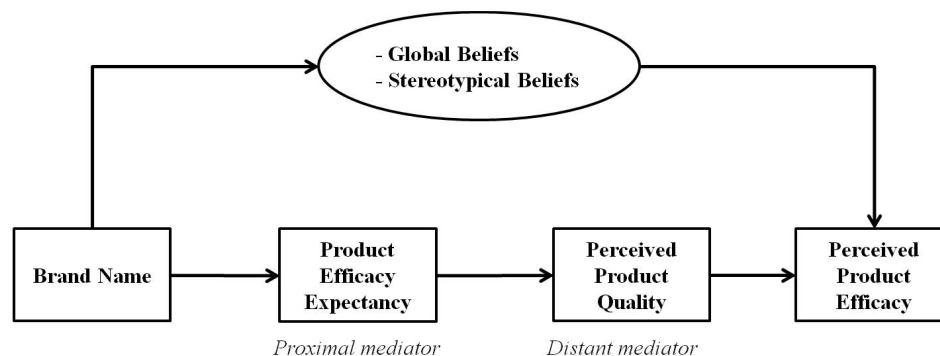 - Global Beliefs
- Stereotypical Beliefs
Brand Name
Product
Efficacy
Expectancy
Perceived
Product
Quality
Perceived
Product
Efficacy
Proximal mediator
Distant mediator